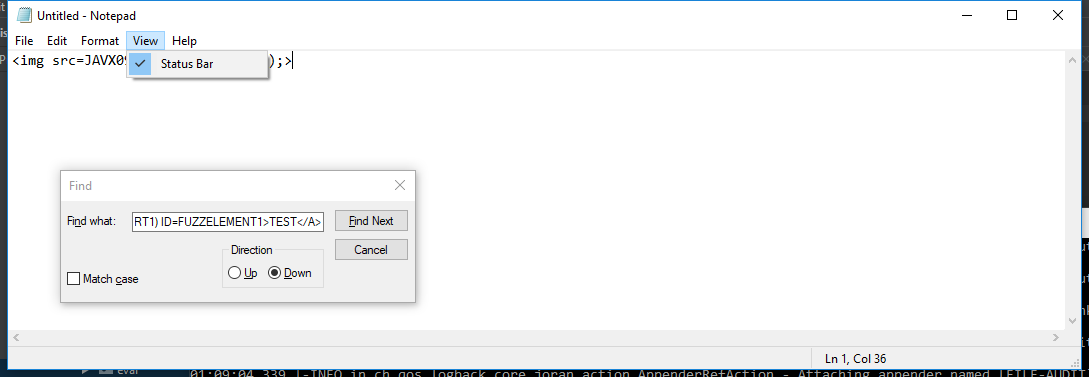 Untitled - Notepad
File Edit Format View Help
<img src=JAVX09 );>
Status Bar
Find
Find what: RT1) ID=FUZZELEMENT1>TEST</A> Find Next
Direction Cancel
Match case Up Down
Ln 1, Col 36
eval
01:09:04,339 |-INFO in ch.qos.logback.core.joran.action.AppenderRefAction - Attaching appender named [FILE-AUDIT